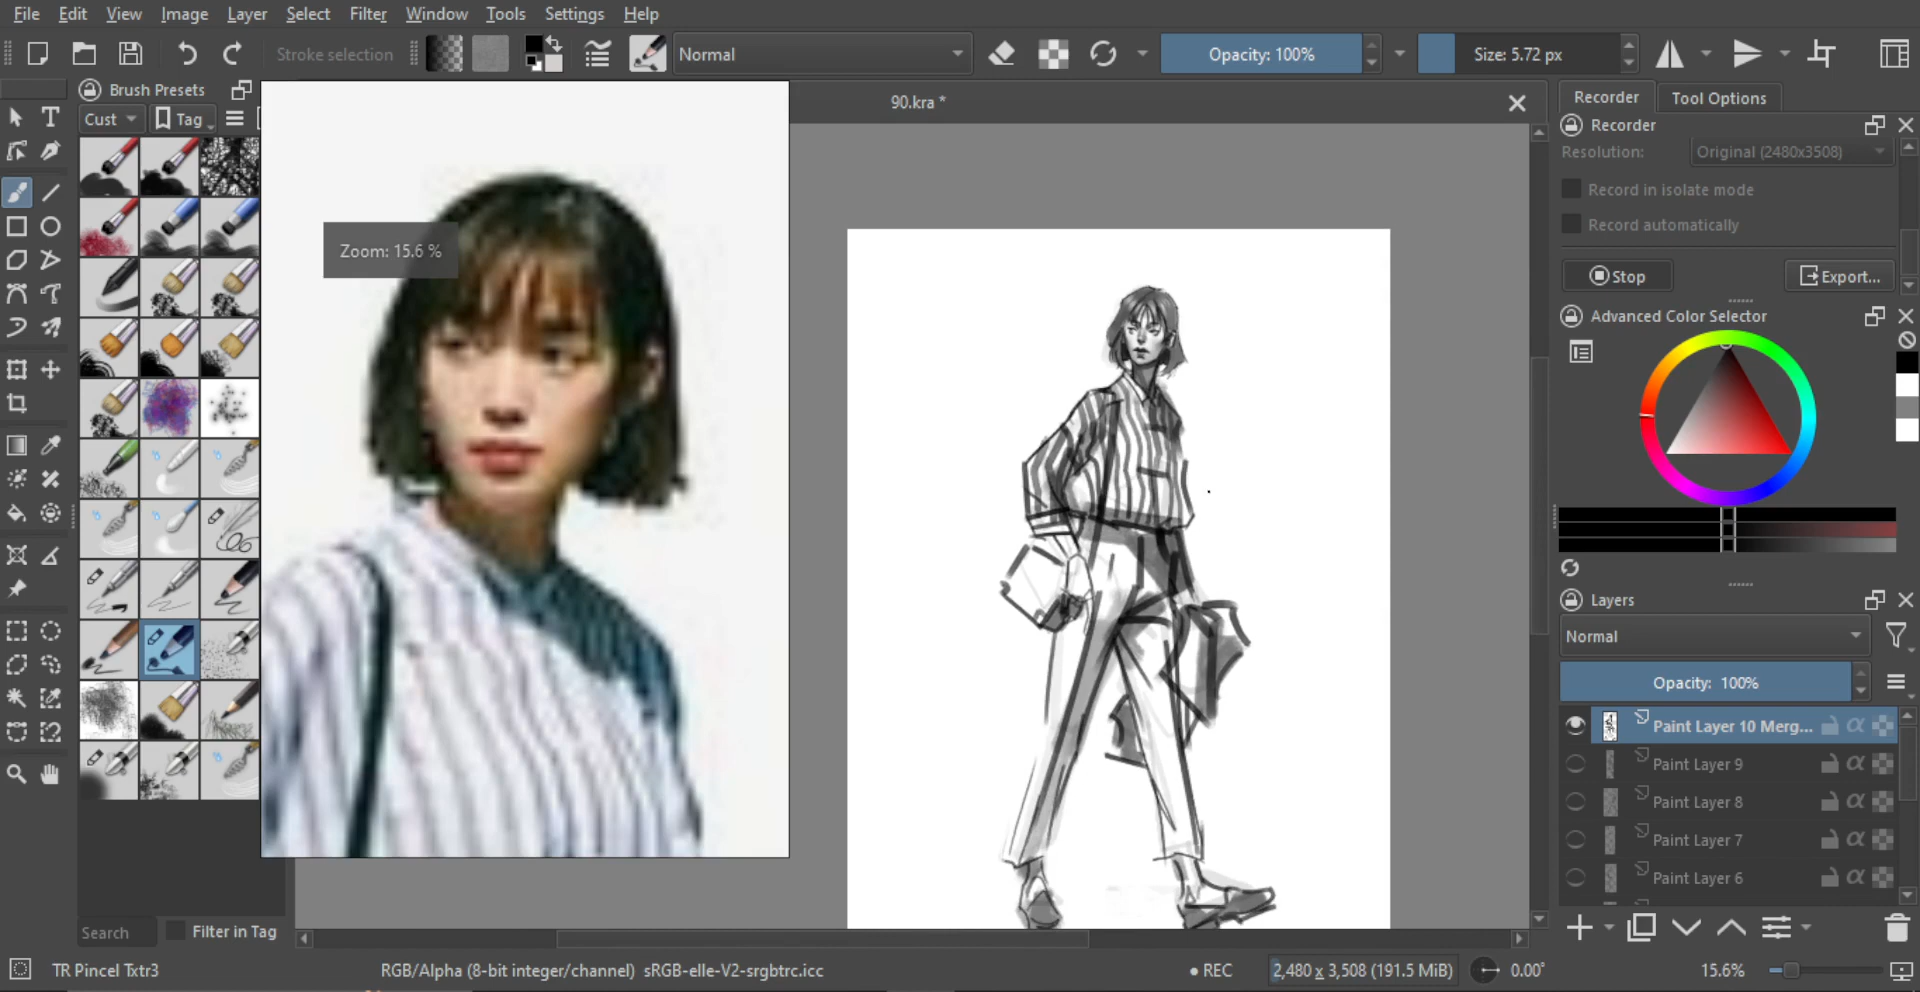 File Edit View Image Layer Select Filter Window Tools Settings Help
Stroke selection Normal Opacity: 100% Size: 5.72 px
Brush Presets
Cust Tag
90.kra *
Zoom: 15.6 %
Search Filter in Tag
Recorder Tool Options
Recorder
Resolution: Original (2480x3508)
Record in isolate mode
Record automatically
Stop Export...
Advanced Color Selector
Layers
Normal
Opacity: 100%
Paint Layer 10 Merg... α
Paint Layer 9 α
Paint Layer 8 α
Paint Layer 7 α
Paint Layer 6 α
TR Pincel Txtr3 RGB/Alpha (8-bit integer/channel) sRGB-elle-V2-srgbtrc.icc ● REC 2,480 x 3,508 (191.5 MiB) 0.00° 15.6%